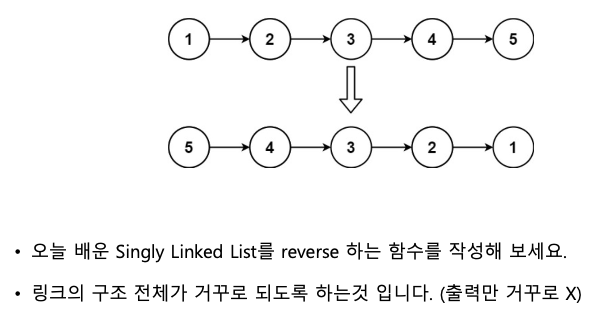 1 2 3 4 5
5 4 3 2 1
• 오늘 배운 Singly Linked List를 reverse 하는 함수를 작성해 보세요.
• 링크의 구조 전체가 거꾸로 되도록 하는것 입니다. (출력만 거꾸로 X)